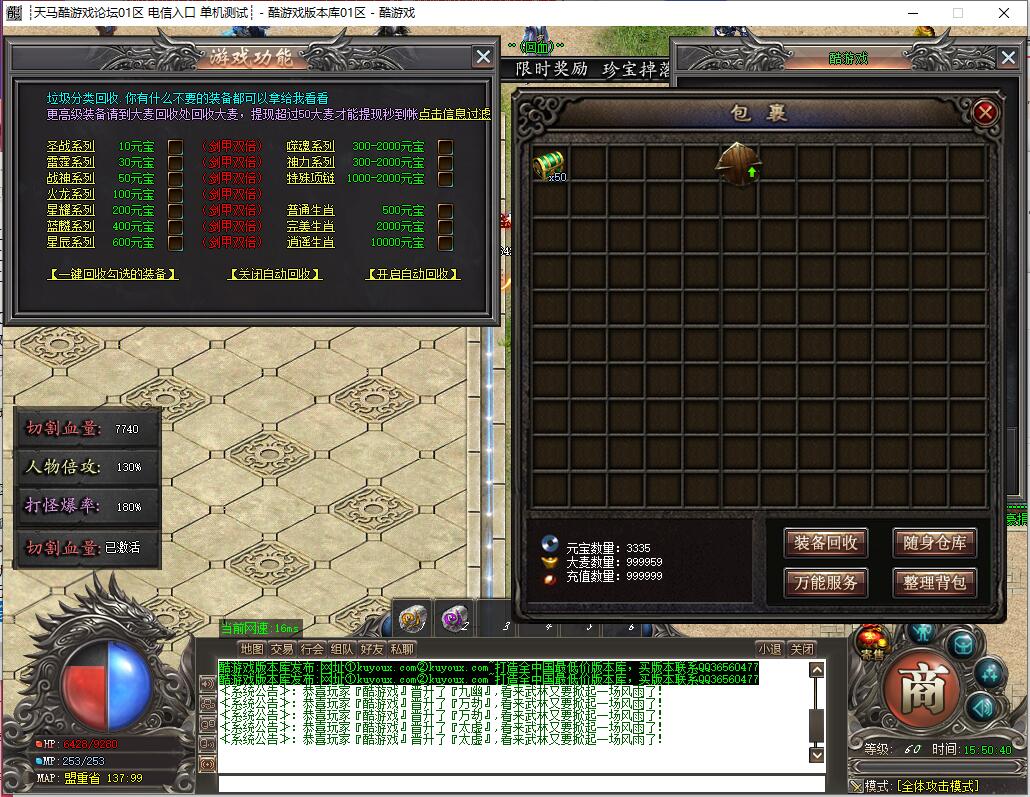 天马酷游戏论坛01区 电信入口 单机测试┊ - 酷游戏版本库01区 - 酷游戏
游戏功能
垃圾分类回收.你有什么不要的装备都可以拿给我看看
更高级装备请到大麦回收处回收大麦，提现超过50大麦才能提现秒到帐点击信息过滤
圣战系列 10元宝 (剑甲双倍) 噬魂系列 300-2000元宝
雷霆系列 30元宝 (剑甲双倍) 神力系列 300-2000元宝
战神系列 50元宝 (剑甲双倍) 特殊项链 1000-2000元宝
火龙系列 100元宝 (剑甲双倍)
星耀系列 200元宝 (剑甲双倍) 普通生肖 500元宝
蓝麟系列 400元宝 (剑甲双倍) 完美生肖 2000元宝
星辰系列 600元宝 (剑甲双倍) 逍遥生肖 10000元宝
【一键回收勾选的装备】 【关闭自动回收】 【开启自动回收】
(回血)
限时奖励 珍宝掉落
酷游戏
包裹
x50
元宝数量: 3335
大麦数量: 999959
充值数量: 999999
装备回收 随身仓库
万能服务 整理背包
切割血量: 7740
人物倍攻: 130%
打怪爆率: 180%
切割血量: 已激活
当前网速:16ms
1 2 3 4 5 6
地图 交易 行会 组队 好友 私聊 小退 关闭
酷游戏版本库发布:网址①kuyoux.com②kuyoux.com~打造全中国最低价版本库，买版本联系QQ36560477
酷游戏版本库发布:网址①kuyoux.com②kuyoux.com~打造全中国最低价版本库，买版本联系QQ36560477
<系统公告>: 恭喜玩家『酷游戏』晋升了『九幽』,看来武林又要掀起一场风雨了!
<系统公告>: 恭喜玩家『酷游戏』晋升了『万劫』,看来武林又要掀起一场风雨了!
<系统公告>: 恭喜玩家『酷游戏』晋升了『万劫』,看来武林又要掀起一场风雨了!
<系统公告>: 恭喜玩家『酷游戏』晋升了『太虚』,看来武林又要掀起一场风雨了!
<系统公告>: 恭喜玩家『酷游戏』晋升了『太虚』,看来武林又要掀起一场风雨了!
HP: 6428/9280
MP: 253/253
MAP: 盟重省 137:99
商
等级: 60 时间:15:50:40
模式: [全体攻击模式]